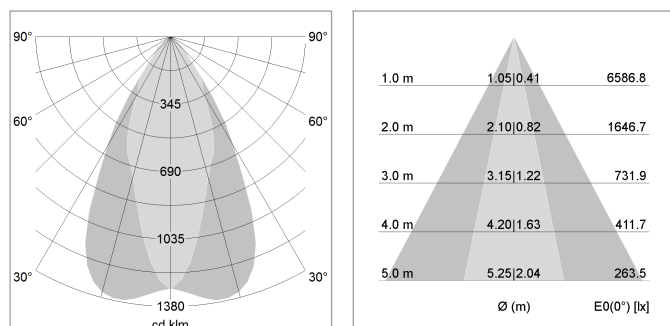 90° 90°
345
60° 60°
690
1035
30° 30°
1380
cd klm
1.0 m 1.05|0.41 6586.8
2.0 m 2.10|0.82 1646.7
3.0 m 3.15|1.22 731.9
4.0 m 4.20|1.63 411.7
5.0 m 5.25|2.04 263.5
Ø (m) E0(0°) [lx]